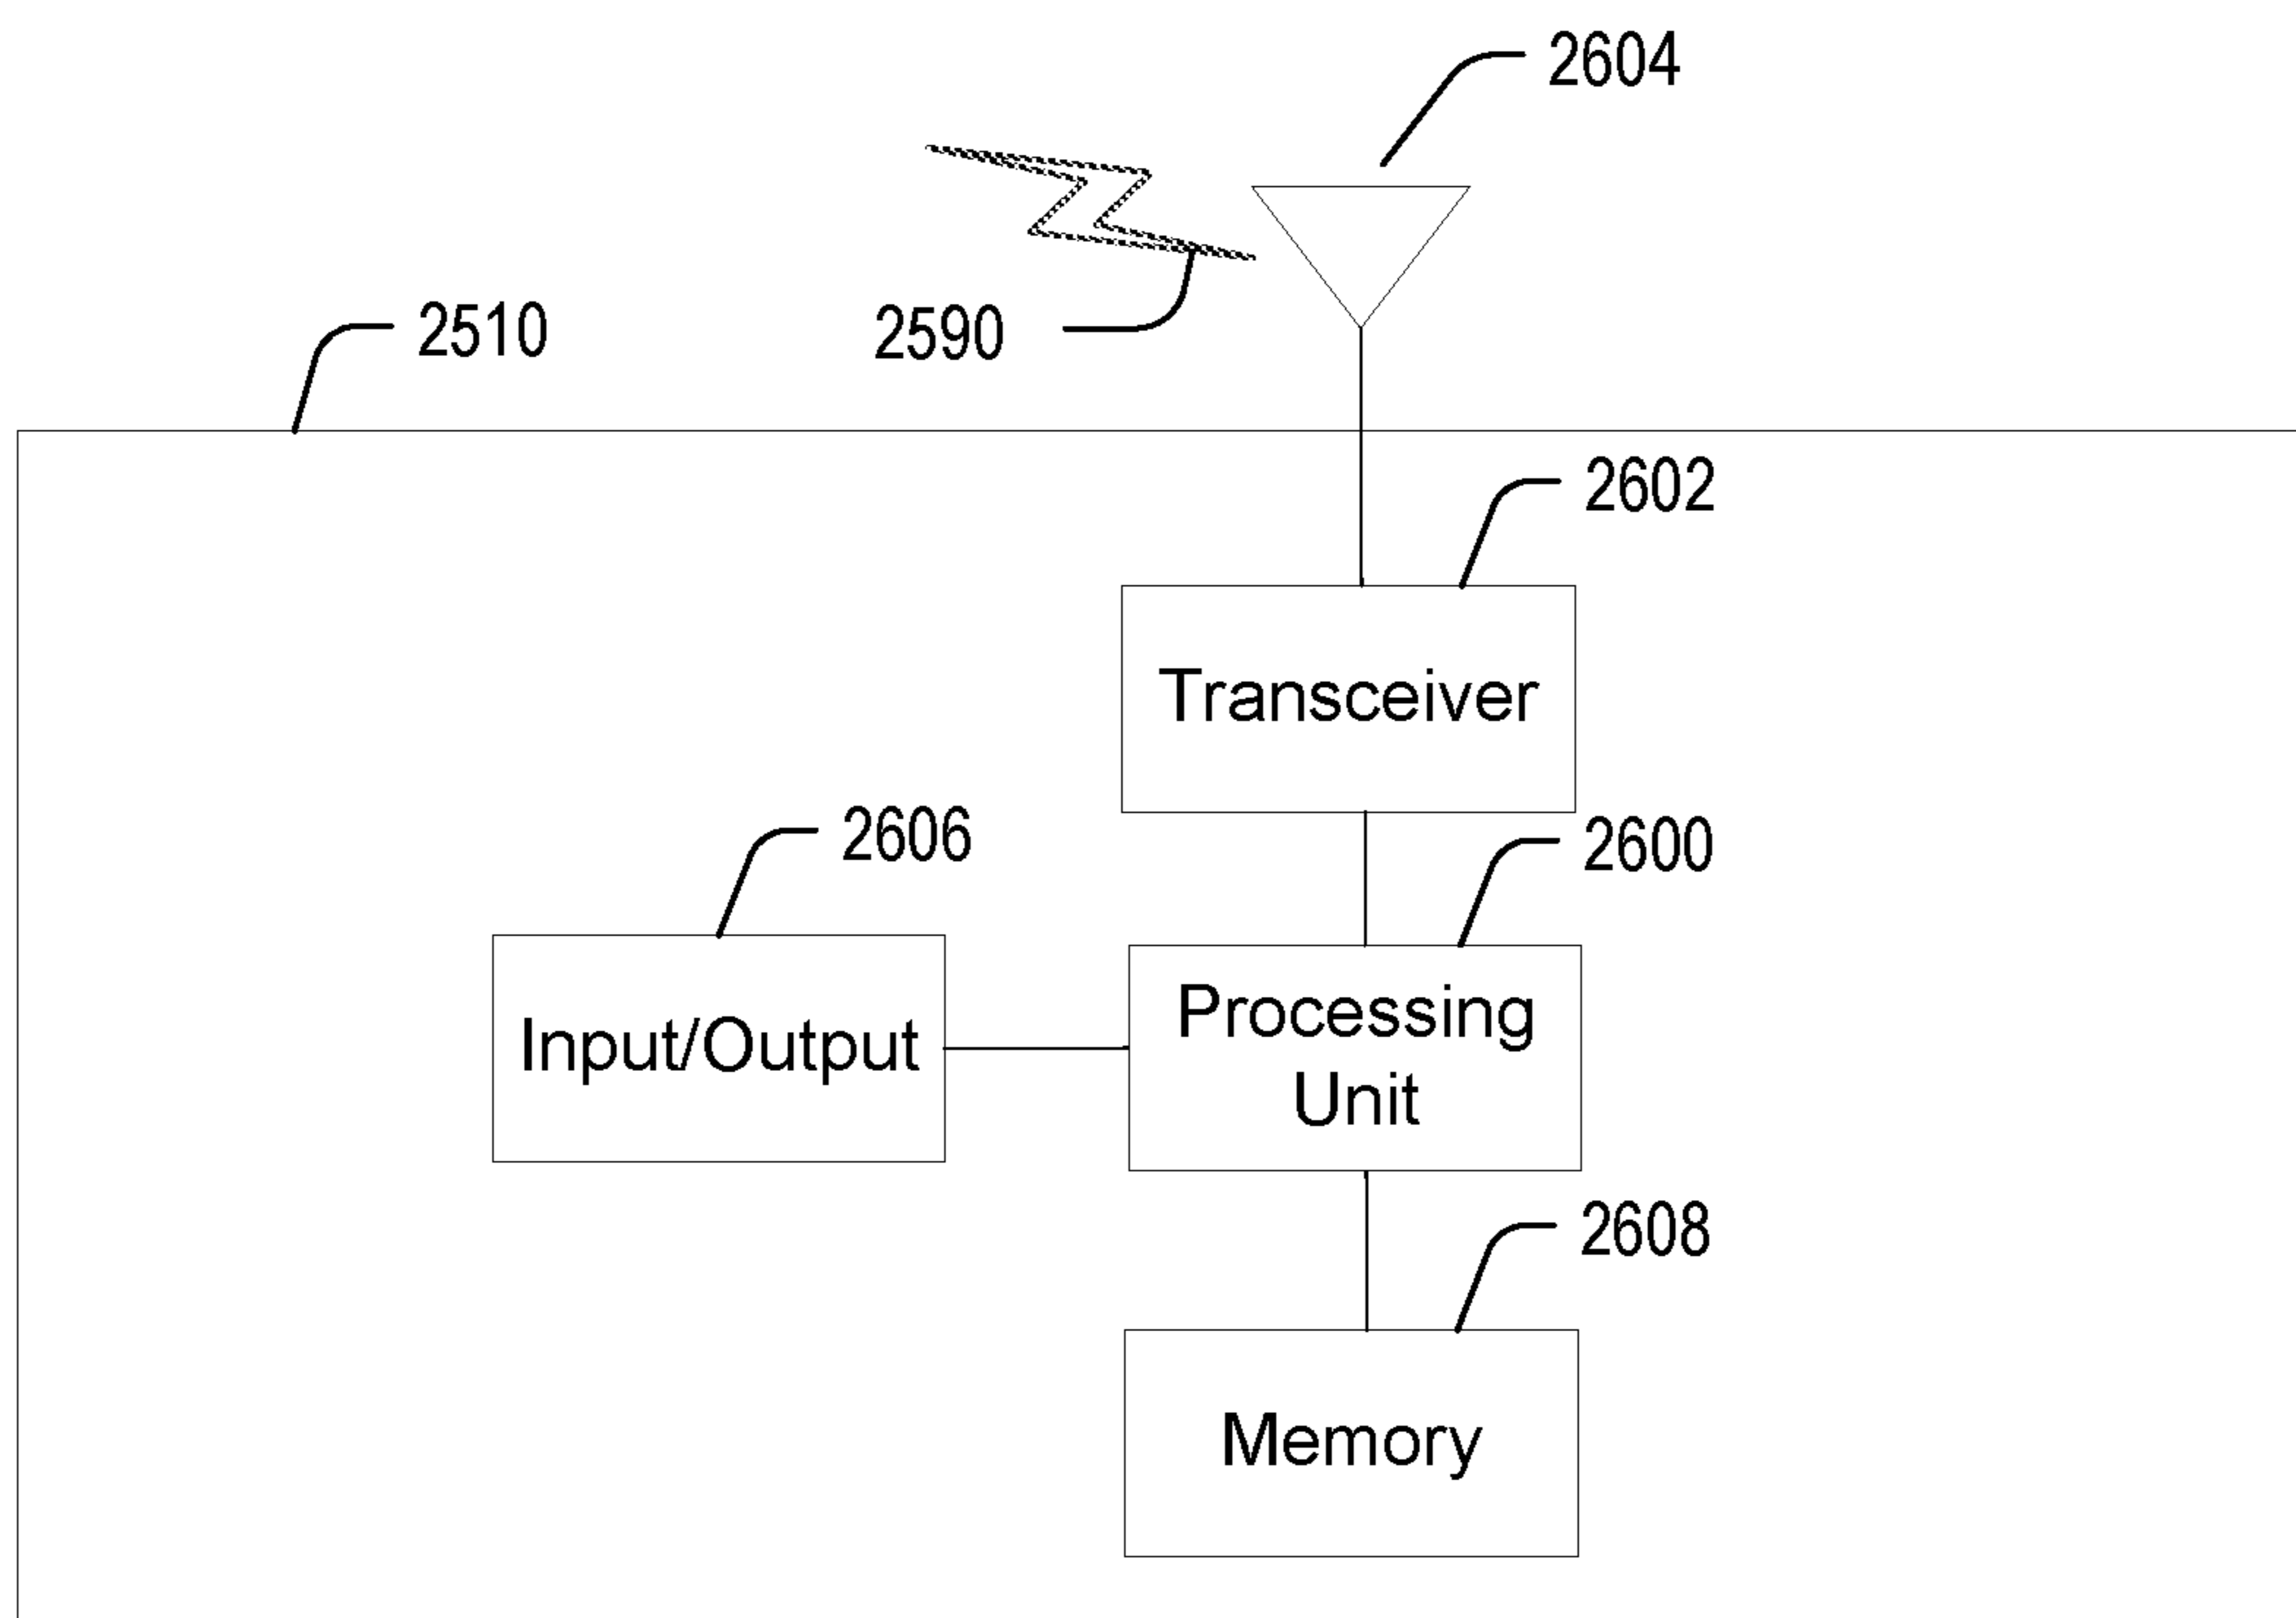 2604
2590
2510
2602
Transceiver
2606
2600
Input/Output
Processing
Unit
2608
Memory